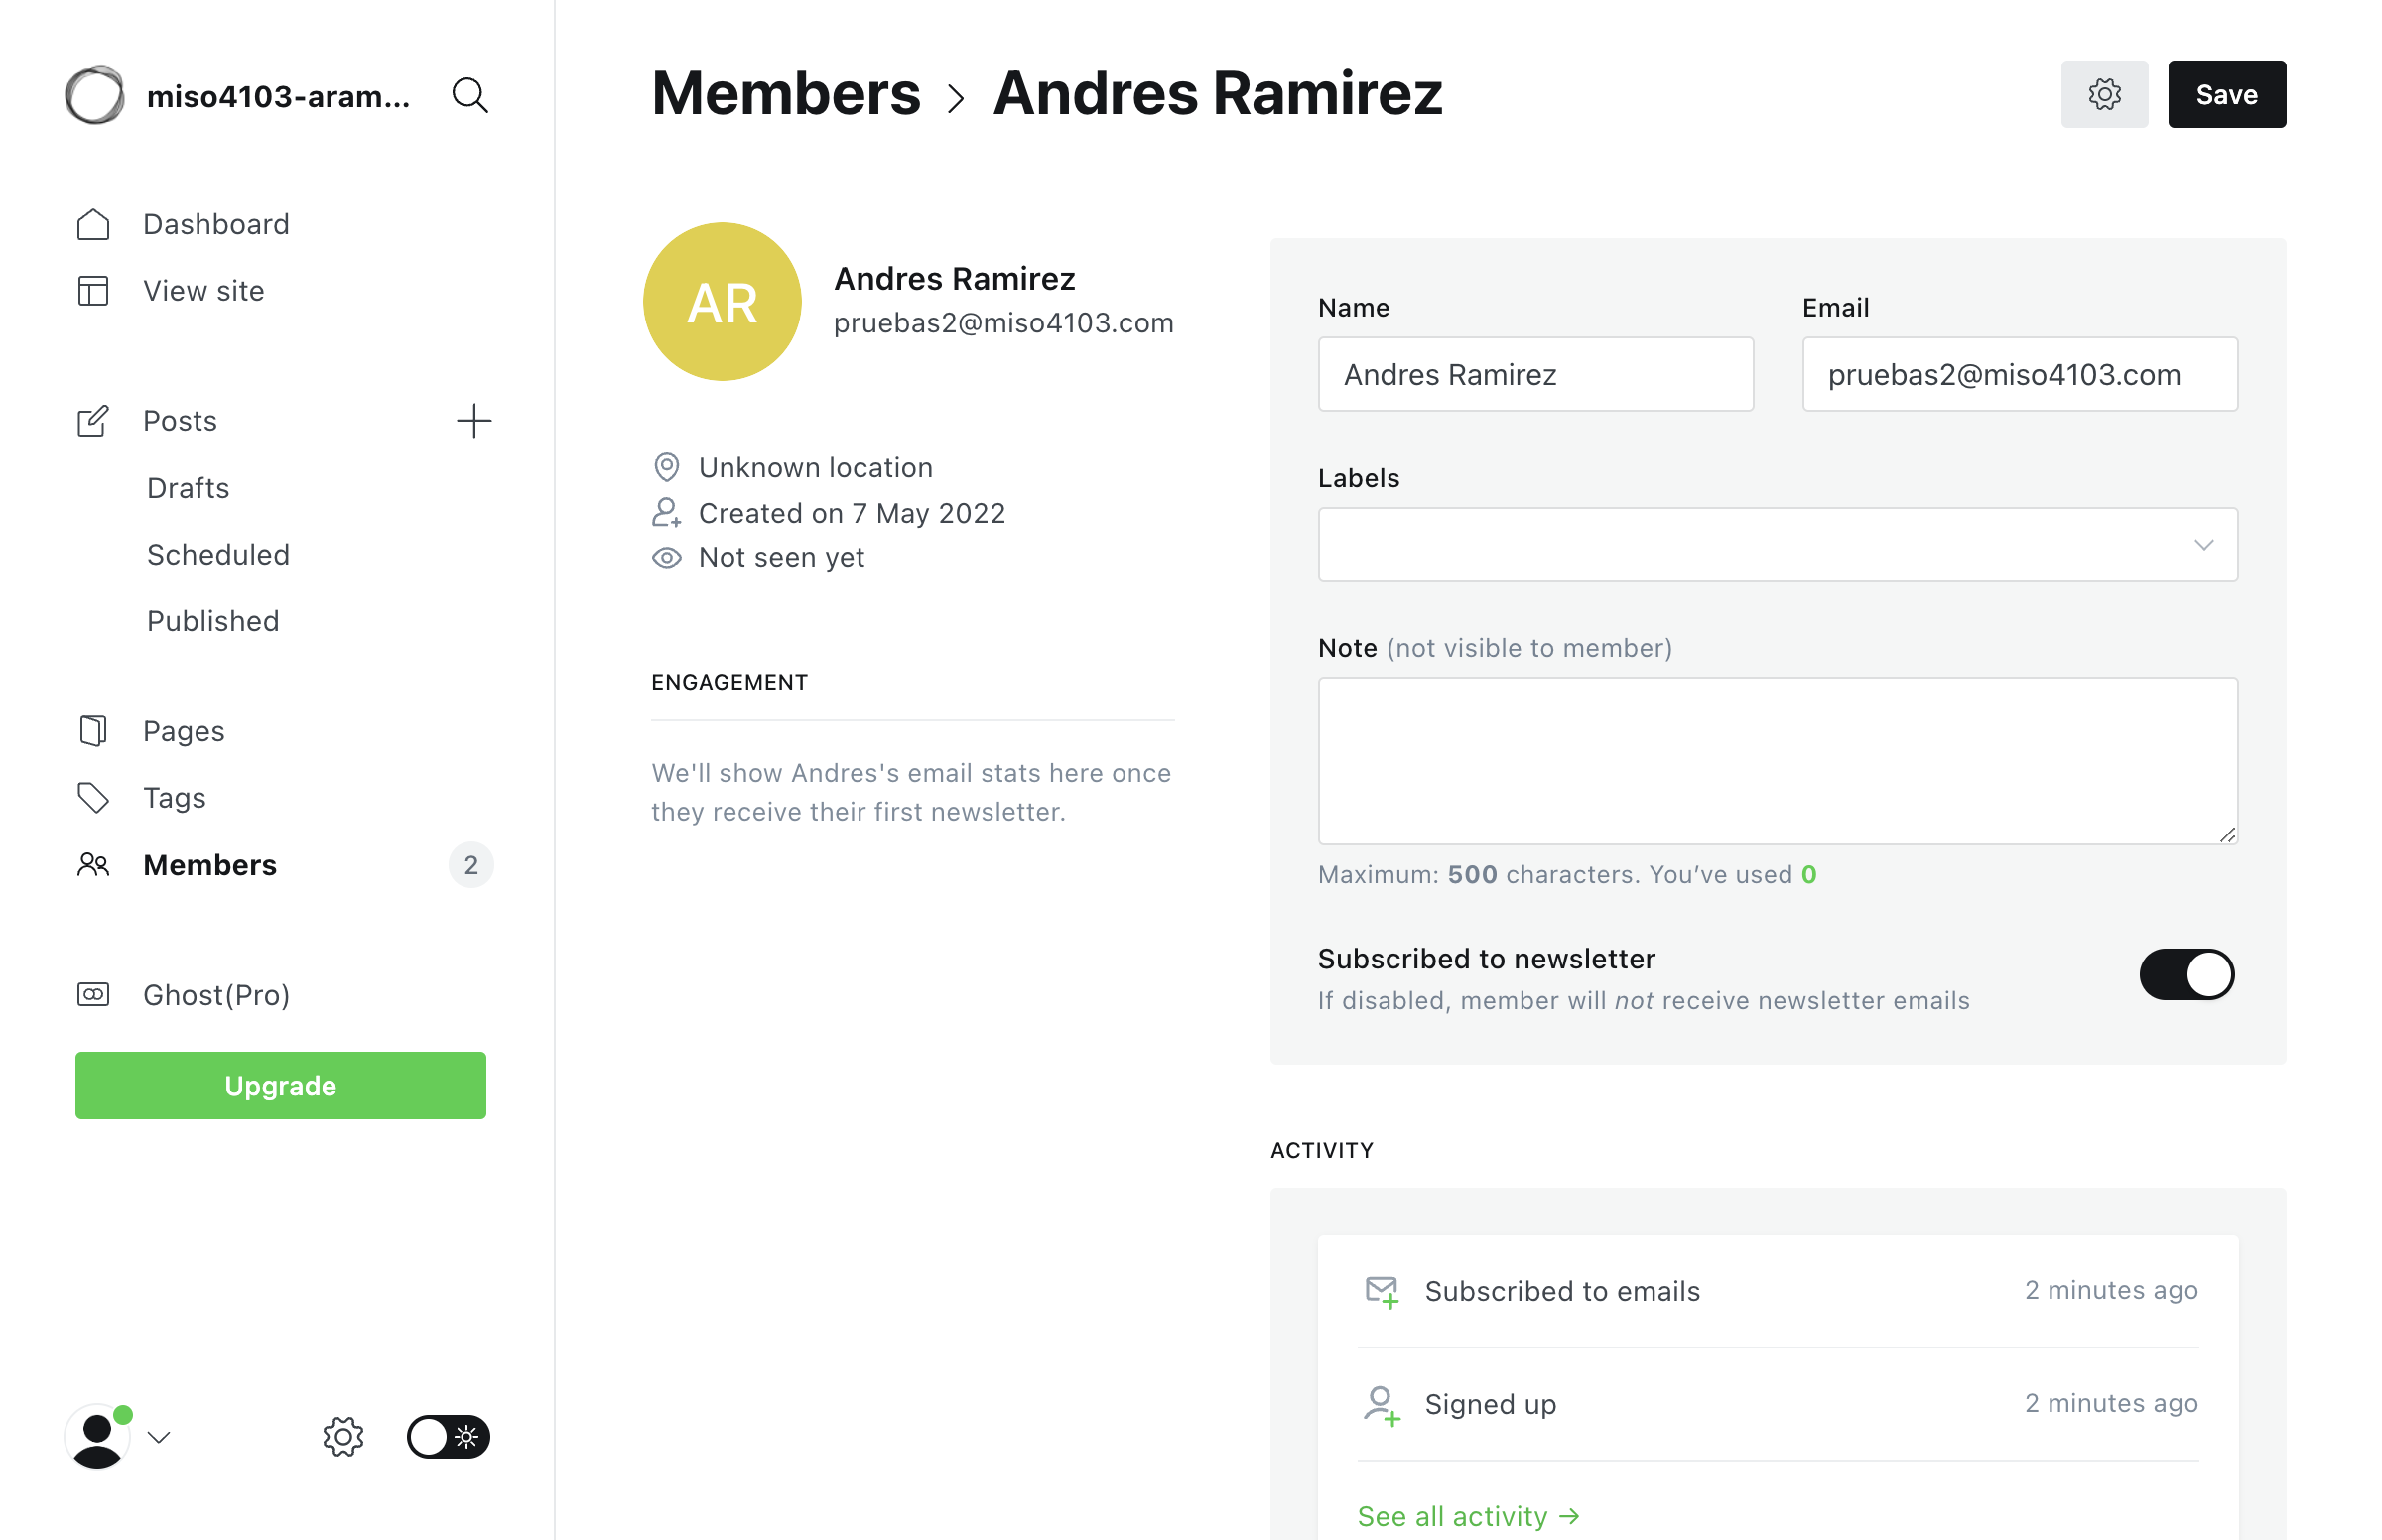 miso4103-aram...
Dashboard
View site
Posts
Drafts
Scheduled
Published
Pages
Tags
Members 2
Ghost(Pro)
Upgrade
Members > Andres Ramirez
Save
AR
Andres Ramirez
pruebas2@miso4103.com
Unknown location
Created on 7 May 2022
Not seen yet
ENGAGEMENT
We'll show Andres's email stats here once
they receive their first newsletter.
Name Email
Andres Ramirez pruebas2@miso4103.com
Labels
Note (not visible to member)
Maximum: 500 characters. You’ve used 0
Subscribed to newsletter
If disabled, member will not receive newsletter emails
ACTIVITY
Subscribed to emails 2 minutes ago
Signed up 2 minutes ago
See all activity →